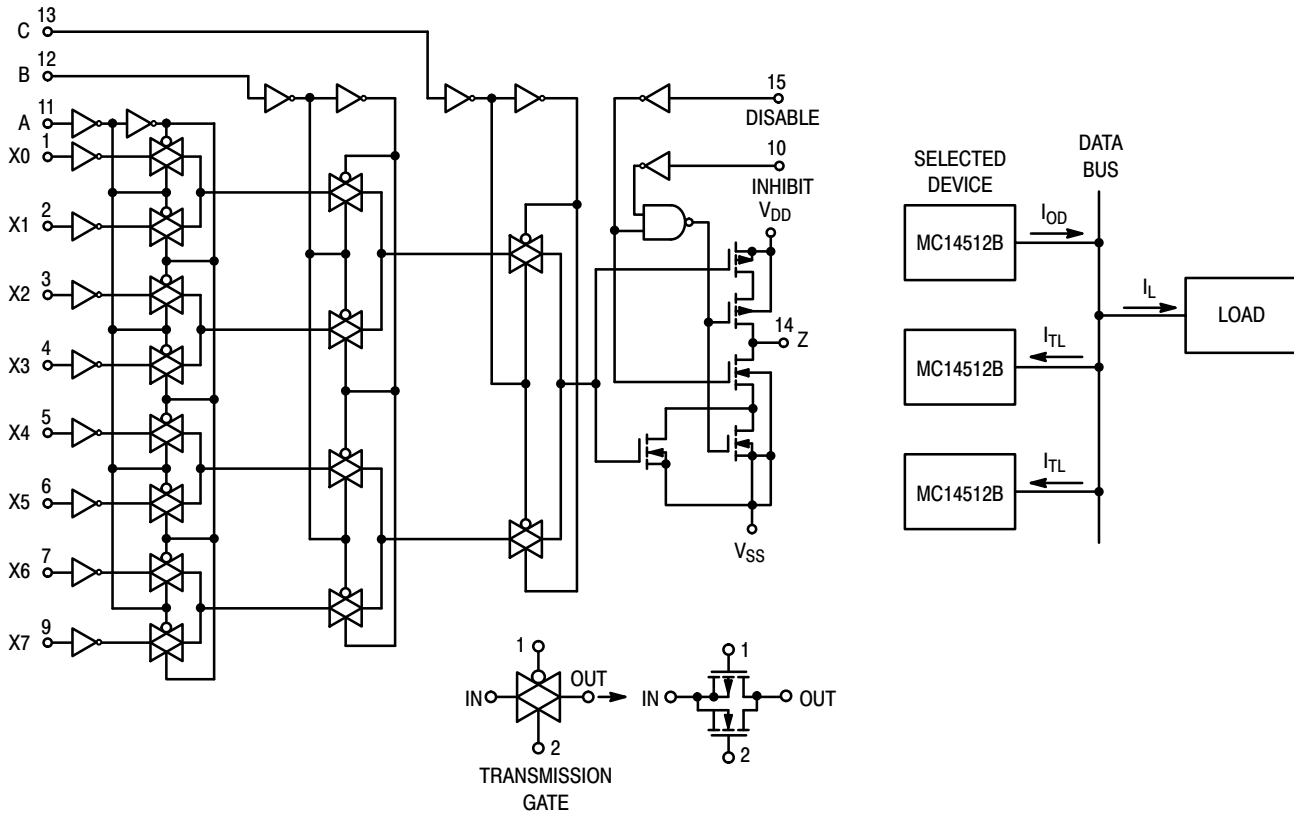 C 13
B 12
A 11
X0 1
X1 2
X2 3
X3 4
X4 5
X5 6
X6 7
X7 9
15
DISABLE
10
INHIBIT
VDD
14 Z
VSS
1
IN OUT
2
TRANSMISSION
GATE
1
IN OUT
2
SELECTED
DEVICE
DATA
BUS
MC14512B
IOD
IL
LOAD
MC14512B
ITL
MC14512B
ITL